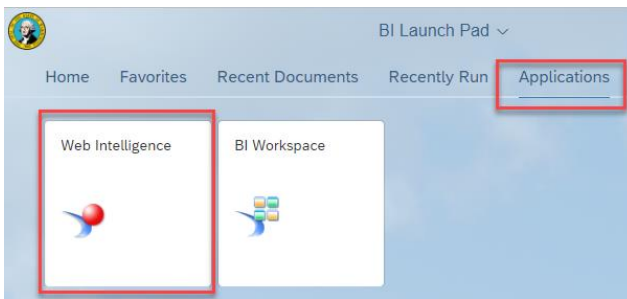 BI Launch Pad
Home Favorites Recent Documents Recently Run Applications
Web Intelligence BI Workspace